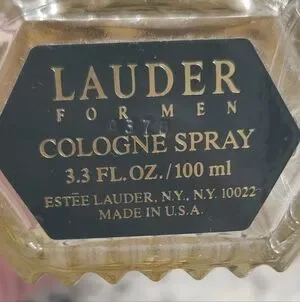 LAUDER
FOR MEN
COLOGNE SPRAY
3.3 FL.OZ./100 ml
ESTEE LAUDER, N.Y., N.Y. 10022
MADE IN U.S.A.